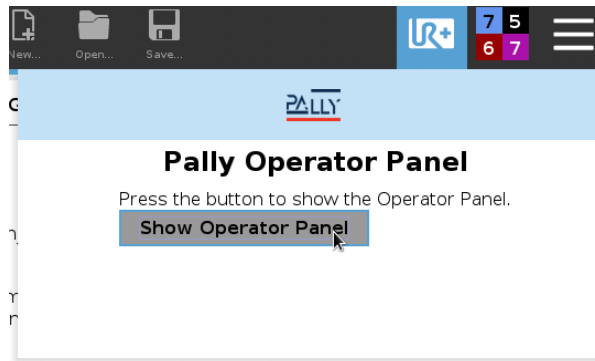 New... Open... Save...
UR+
7 5
6 7
G
PALLY
Pally Operator Panel
Press the button to show the Operator Panel.
Show Operator Panel